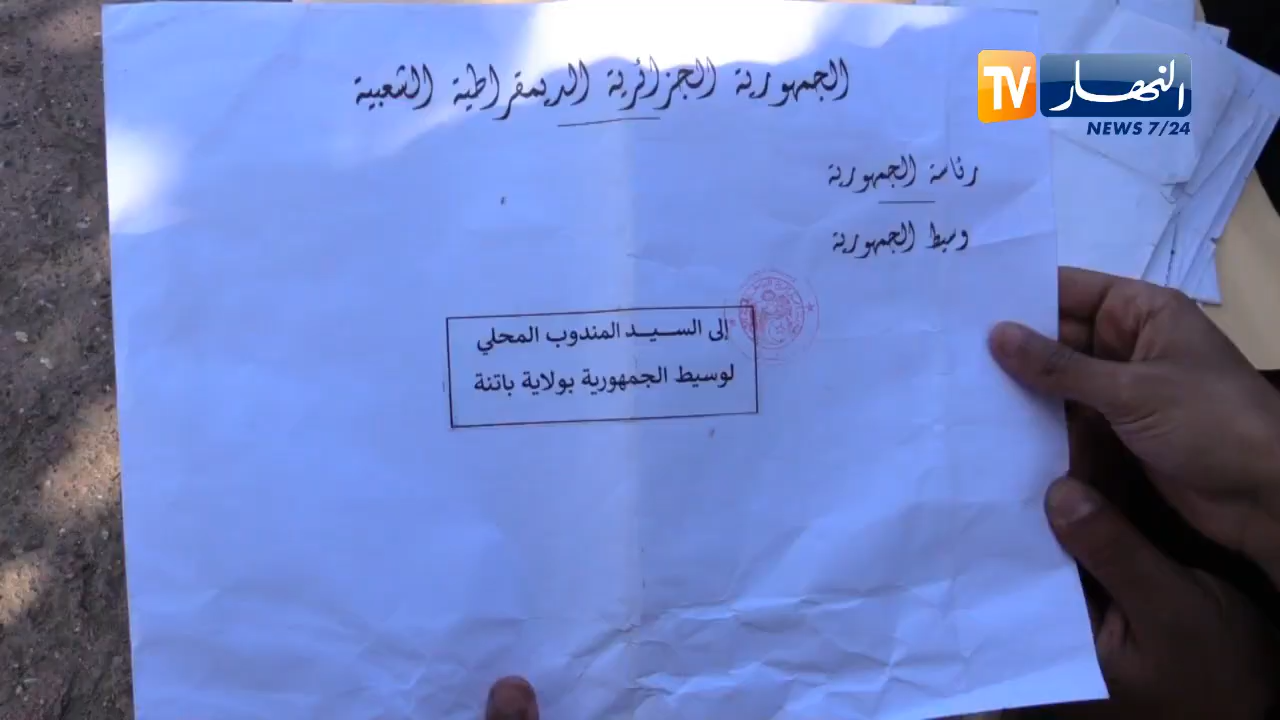 الجمهورية الجزائرية الديمقراطية الشعبية
TV النهار
NEWS 7/24
رئاسة الجمهورية
وسيط الجمهورية
إلى السيد المندوب المحلي
لوسيط الجمهورية بولاية باتنة